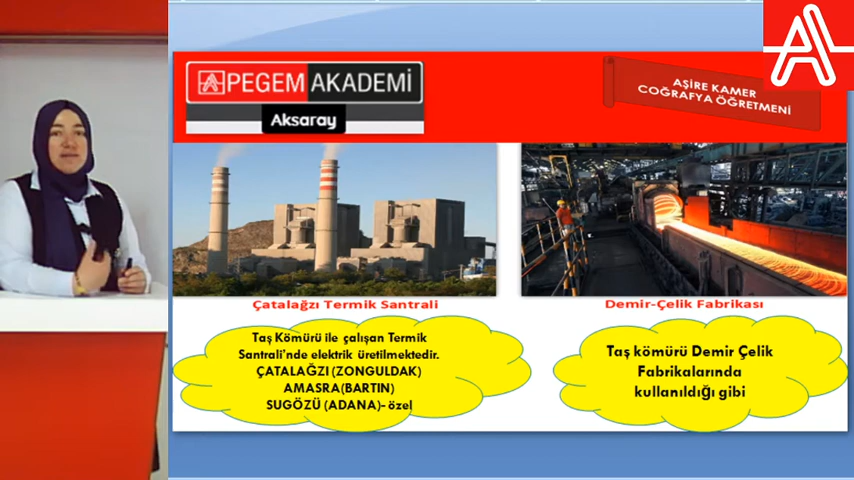 PEGEM AKADEMİ
Aksaray
AŞİRE KAMER
COĞRAFYA ÖĞRETMENİ
Çatalağzı Termik Santrali
Demir-Çelik Fabrikası
Taş Kömürü ile çalışan Termik
Santrali'nde elektrik üretilmektedir.
ÇATALAĞZI (ZONGULDAK)
AMASRA(BARTIN)
SUGÖZÜ (ADANA)- özel
Taş kömürü Demir Çelik
Fabrikalarında
kullanıldığı gibi